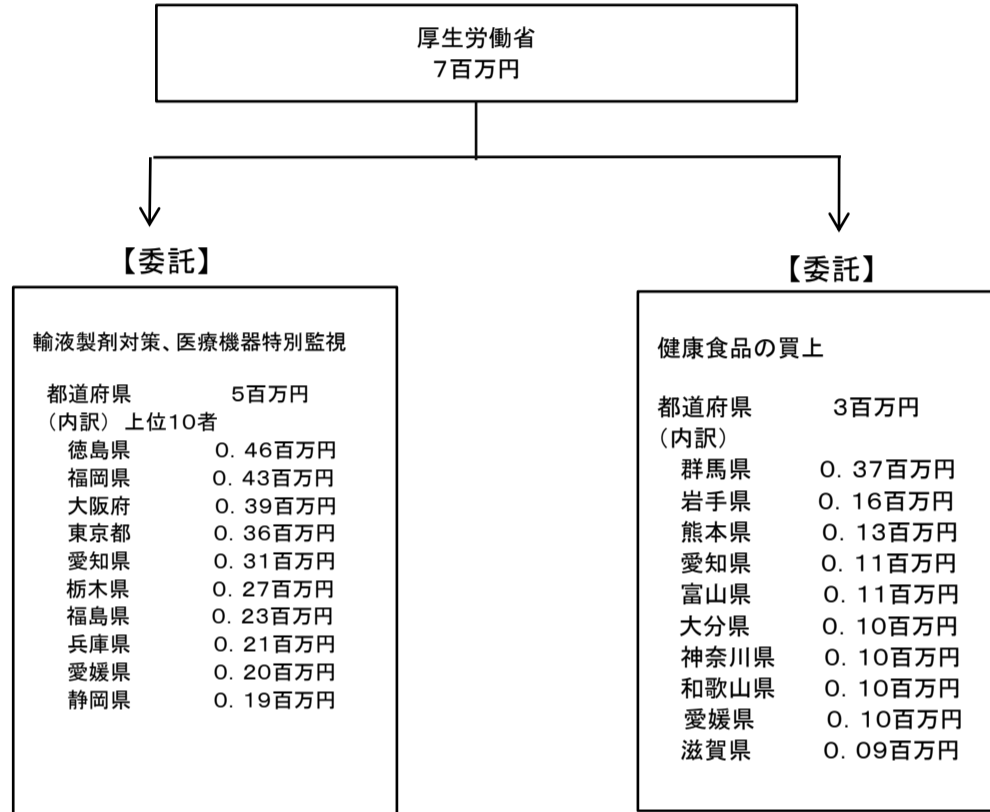 厚生労働省
7百万円
【委託】
輸液製剤対策、医療機器特別監視
都道府県 5百万円
（内訳）上位10者
徳島県 0．46百万円
福岡県 0．43百万円
大阪府 0．39百万円
東京都 0．36百万円
愛知県 0．31百万円
栃木県 0．27百万円
福島県 0．23百万円
兵庫県 0．21百万円
愛媛県 0．20百万円
静岡県 0．19百万円
【委託】
健康食品の買上
都道府県 3百万円
（内訳）
群馬県 0．37百万円
岩手県 0．16百万円
熊本県 0．13百万円
愛知県 0．11百万円
富山県 0．11百万円
大分県 0．10百万円
神奈川県 0．10百万円
和歌山県 0．10百万円
愛媛県 0．10百万円
滋賀県 0．09百万円